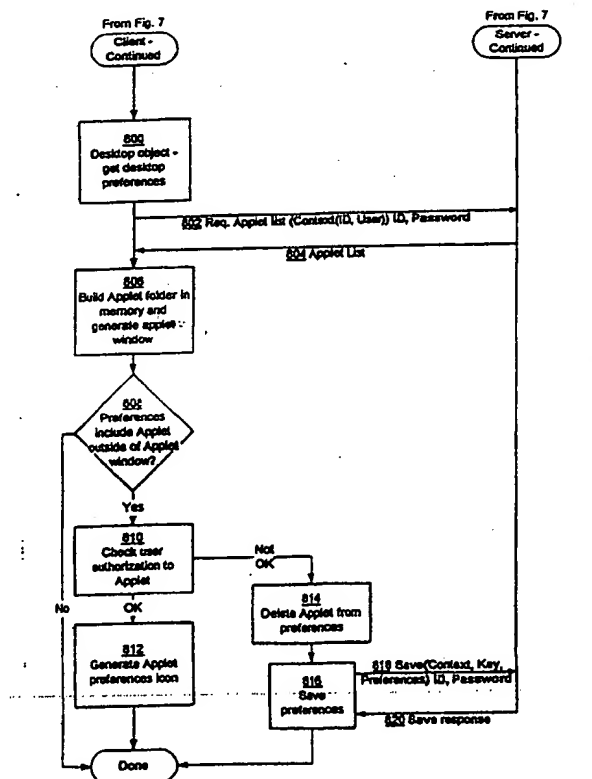 From Fig. 7
Client -
Continued
From Fig. 7
Server -
Continued
800
Desktop object -
get desktop
preferences
802 Req. Applet list (Context(ID, User)) ID, Password
804 Applet List
806
Build Applet folder in
memory and
generate applet
window
808
Preferences
include Applet
outside of Applet
window?
Yes
No
810
Check user
authorization to
Applet
Not
OK
OK
814
Delete Applet from
preferences
812
Generate Applet
preferences icon
816
Save
preferences
818 Save(Context, Key,
Preferences) ID, Password
820 Save response
Done